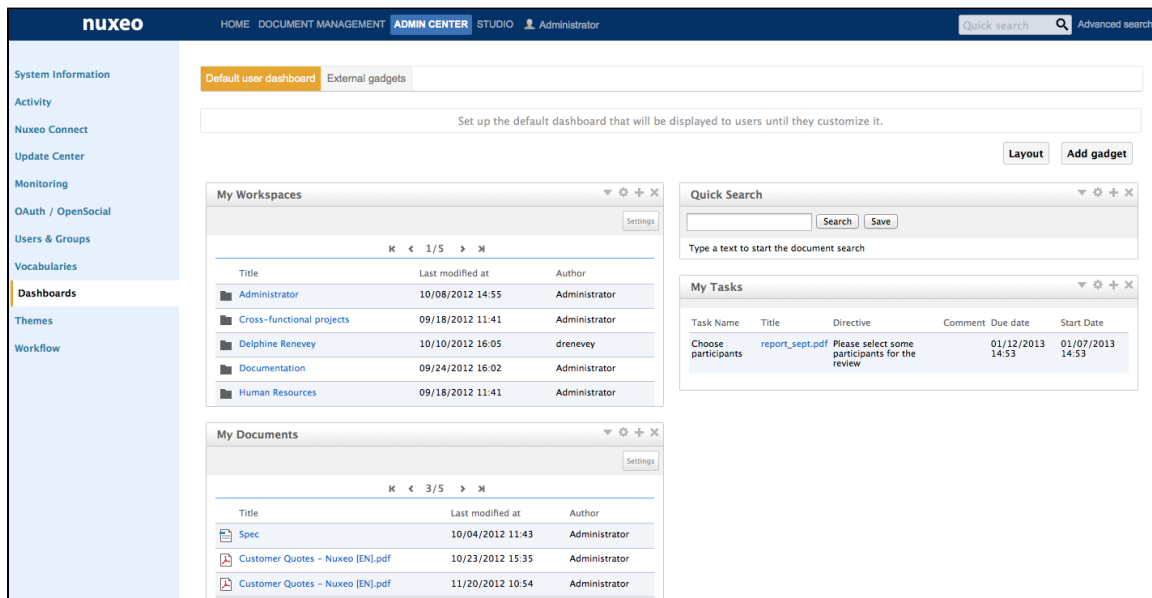 nuxeo
HOME DOCUMENT MANAGEMENT ADMIN CENTER STUDIO Administrator
Quick search Advanced search
System Information
Activity
Nuxeo Connect
Update Center
Monitoring
OAuth / OpenSocial
Users & Groups
Vocabularies
Dashboards
Themes
Workflow
Default user dashboard External gadgets
Set up the default dashboard that will be displayed to users until they customize it.
Layout Add gadget
My Workspaces
Settings
1/5
Title Last modified at Author
Administrator 10/08/2012 14:55 Administrator
Cross-functional projects 09/18/2012 11:41 Administrator
Delphine Renevey 10/10/2012 16:05 drenevey
Documentation 09/24/2012 16:02 Administrator
Human Resources 09/18/2012 11:41 Administrator
My Documents
Settings
3/5
Title Last modified at Author
Spec 10/04/2012 11:43 Administrator
Customer Quotes - Nuxeo [EN].pdf 10/23/2012 15:35 Administrator
Customer Quotes - Nuxeo [EN].pdf 11/20/2012 10:54 Administrator
Quick Search
Search Save
Type a text to start the document search
My Tasks
Task Name Title Directive Comment Due date Start Date
Choose report_sept.pdf Please select some 01/12/2013 01/07/2013
participants participants for the 14:53 14:53
review